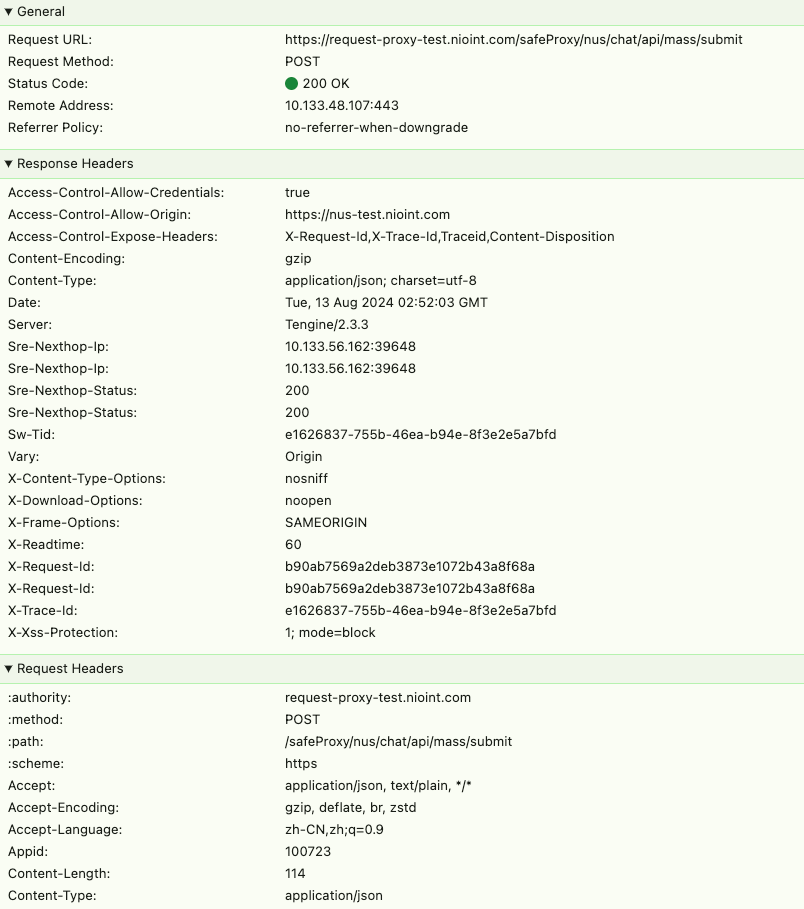 General
Request URL: https://request-proxy-test.nioint.com/safeProxy/nus/chat/api/mass/submit
Request Method: POST
Status Code: 200 OK
Remote Address: 10.133.48.107:443
Referrer Policy: no-referrer-when-downgrade
Response Headers
Access-Control-Allow-Credentials: true
Access-Control-Allow-Origin: https://nus-test.nioint.com
Access-Control-Expose-Headers: X-Request-Id,X-Trace-Id,Traceid,Content-Disposition
Content-Encoding: gzip
Content-Type: application/json; charset=utf-8
Date: Tue, 13 Aug 2024 02:52:03 GMT
Server: Tengine/2.3.3
Sre-Nexthop-Ip: 10.133.56.162:39648
Sre-Nexthop-Ip: 10.133.56.162:39648
Sre-Nexthop-Status: 200
Sre-Nexthop-Status: 200
Sw-Tid: e1626837-755b-46ea-b94e-8f3e2e5a7bfd
Vary: Origin
X-Content-Type-Options: nosniff
X-Download-Options: noopen
X-Frame-Options: SAMEORIGIN
X-Readtime: 60
X-Request-Id: b90ab7569a2deb3873e1072b43a8f68a
X-Request-Id: b90ab7569a2deb3873e1072b43a8f68a
X-Trace-Id: e1626837-755b-46ea-b94e-8f3e2e5a7bfd
X-Xss-Protection: 1; mode=block
Request Headers
:authority: request-proxy-test.nioint.com
:method: POST
:path: /safeProxy/nus/chat/api/mass/submit
:scheme: https
Accept: application/json, text/plain, */*
Accept-Encoding: gzip, deflate, br, zstd
Accept-Language: zh-CN,zh;q=0.9
Appid: 100723
Content-Length: 114
Content-Type: application/json